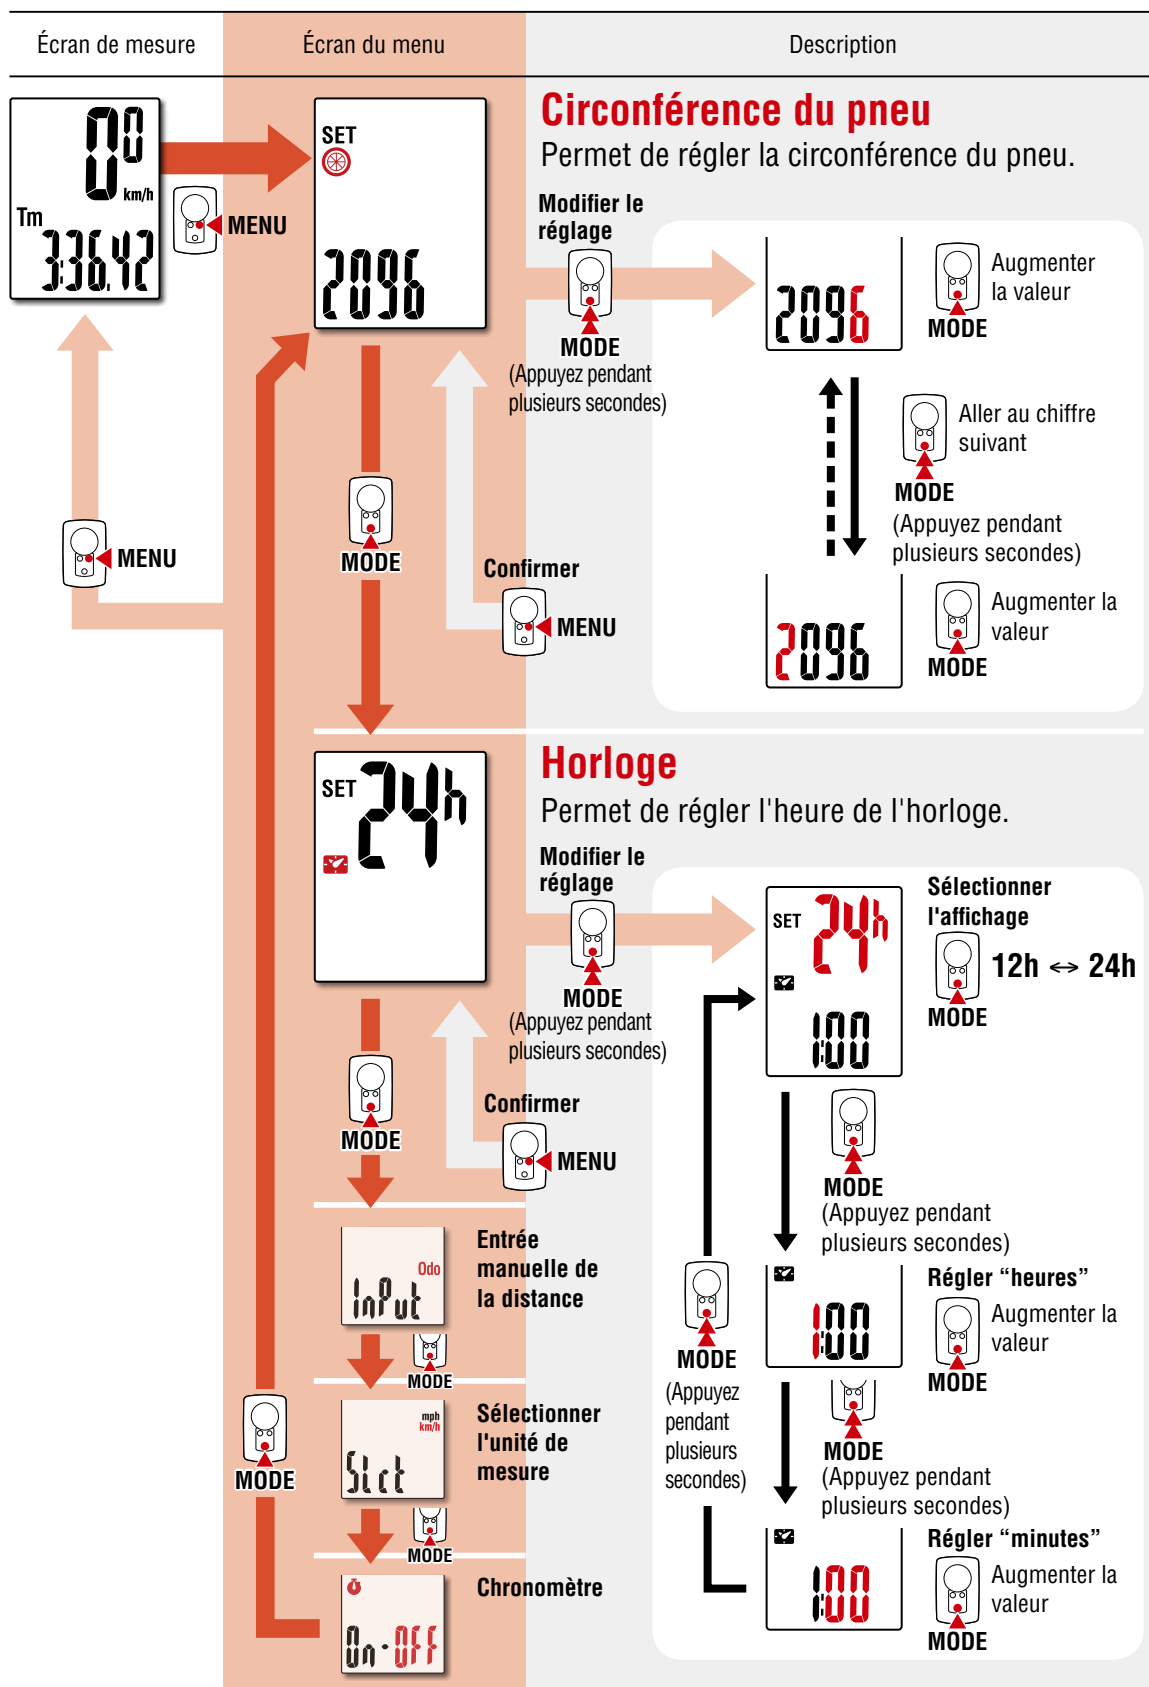 Écran de mesure
Écran du menu
Description
0.0
km/h
Tm
3:36.42
MENU
SET
2096
Circonférence du pneu
Permet de régler la circonférence du pneu.
Modifier le
réglage
MODE
(Appuyez pendant
plusieurs secondes)
2096
Augmenter
la valeur
MODE
Aller au chiffre
suivant
MODE
(Appuyez pendant
plusieurs secondes)
2096
Augmenter la
valeur
MODE
MODE
Confirmer
MENU
MENU
SET
24h
Horloge
Permet de régler l'heure de l'horloge.
Modifier le
réglage
MODE
(Appuyez pendant
plusieurs secondes)
SET
24h
1:00
Sélectionner
l'affichage
12h ↔ 24h
MODE
MODE
(Appuyez pendant
plusieurs secondes)
MODE
Confirmer
MENU
Régler “heures”
1:00
Augmenter la
valeur
MODE
MODE
(Appuyez pendant
plusieurs secondes)
MODE
(Appuyez
pendant
plusieurs
secondes)
Régler “minutes”
1:00
Augmenter la
valeur
MODE
Odo
InPut
Entrée
manuelle de
la distance
MODE
mph
km/h
Slct
Sélectionner
l'unité de
mesure
MODE
MODE
On-OFF
Chronomètre